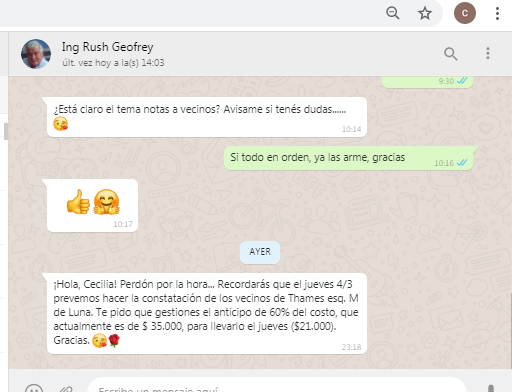 C
Ing Rush Geofrey
últ. vez hoy a la(s) 14:03
9:30
¿Está claro el tema notas a vecinos? Avisame si tenés dudas......
10:14
Si todo en orden, ya las arme, gracias
10:16
10:17
AYER
¡Hola, Cecilia! Perdón por la hora... Recordarás que el jueves 4/3
prevemos hacer la constatación de los vecinos de Thames esq. M
de Luna. Te pido que gestiones el anticipo de 60% del costo, que
actualmente es de $ 35.000, para llevarlo el jueves ($21.000).
Gracias.
23:18
Escribe un mensaje aquí